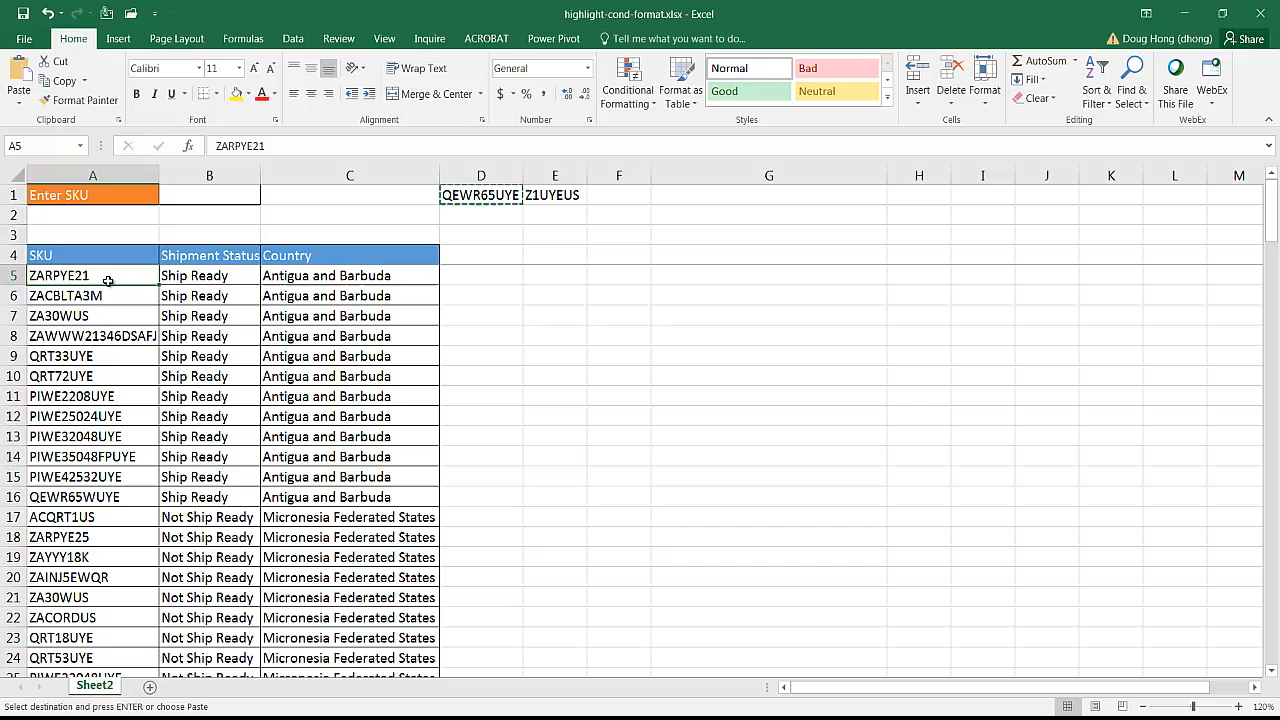 highlight-cond-format.xlsx - Excel
File Home Insert Page Layout Formulas Data Review View Inquire ACROBAT Power Pivot Tell me what you want to do... Doug Hong (dhong) Share
Paste
Cut
Copy
Format Painter
Clipboard
Calibri 11
B I U
Font
Wrap Text
Merge & Center
Alignment
General
$ % ,
Number
Conditional Formatting
Format as Table
Normal Bad
Good Neutral
Styles
Insert Delete Format
Cells
AutoSum
Fill
Clear
Sort & Filter
Find & Select
Editing
Share This File
WebEx
WebEx
A5 fx ZARPYE21
A B C D E F G H I J K L M
1 Enter SKU QEWR65UYE Z1UYEUS
2
3
4 SKU Shipment Status Country
5 ZARPYE21 Ship Ready Antigua and Barbuda
6 ZACBLTA3M Ship Ready Antigua and Barbuda
7 ZA30WUS Ship Ready Antigua and Barbuda
8 ZAWWW21346DSAFJ Ship Ready Antigua and Barbuda
9 QRT33UYE Ship Ready Antigua and Barbuda
10 QRT72UYE Ship Ready Antigua and Barbuda
11 PIWE2208UYE Ship Ready Antigua and Barbuda
12 PIWE25024UYE Ship Ready Antigua and Barbuda
13 PIWE32048UYE Ship Ready Antigua and Barbuda
14 PIWE35048FPUYE Ship Ready Antigua and Barbuda
15 PIWE42532UYE Ship Ready Antigua and Barbuda
16 QEWR65WUYE Ship Ready Antigua and Barbuda
17 ACQRT1US Not Ship Ready Micronesia Federated States
18 ZARPYE25 Not Ship Ready Micronesia Federated States
19 ZAYYY18K Not Ship Ready Micronesia Federated States
20 ZAINJ5EWQR Not Ship Ready Micronesia Federated States
21 ZA30WUS Not Ship Ready Micronesia Federated States
22 ZACORDUS Not Ship Ready Micronesia Federated States
23 QRT18UYE Not Ship Ready Micronesia Federated States
24 QRT53UYE Not Ship Ready Micronesia Federated States
Not Ship Ready Micronesia Federated States
Sheet2
Select destination and press ENTER or choose Paste 120%